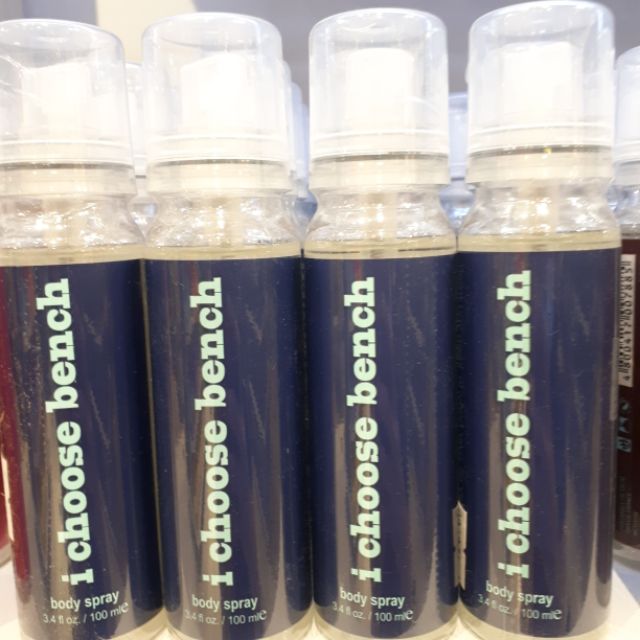 i choose bench
body spray
3.4 fl oz. / 100 ml℮
i choose bench
body spray
3.4 fl oz. / 100 ml℮
i choose bench
body spray
3.4 fl oz. / 100 ml℮
i choose bench
body spray
3.4 fl oz. / 100 ml℮